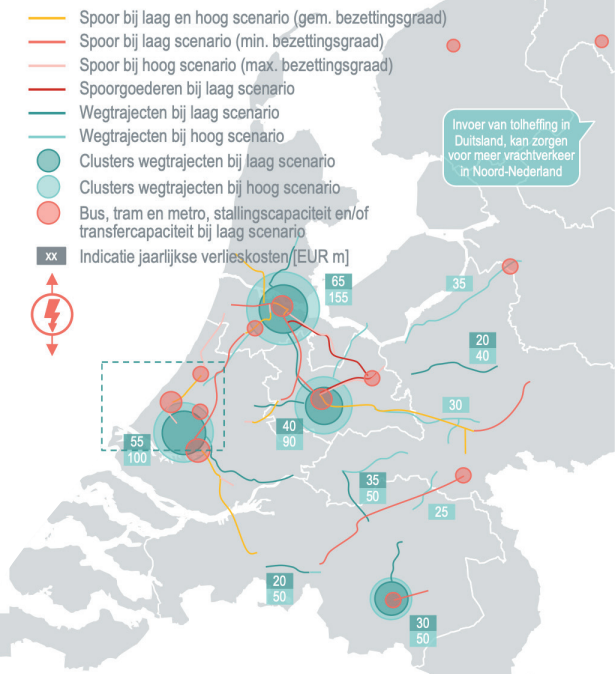 Spoor bij laag en hoog scenario (gem. bezettingsgraad)
Spoor bij laag scenario (min. bezettingsgraad)
Spoor bij hoog scenario (max. bezettingsgraad)
Spoorgoederen bij laag scenario
Wegtrajecten bij laag scenario
Wegtrajecten bij hoog scenario
Clusters wegtrajecten bij laag scenario
Clusters wegtrajecten bij hoog scenario
Bus, tram en metro, stallingscapaciteit en/of
transfercapaciteit bij laag scenario
xx Indicatie jaarlijkse verlieskosten [EUR m]
Invoer van tolheffing in
Duitsland, kan zorgen
voor meer vrachtverkeer
in Noord-Nederland
65
155
35
20
40
30
40
90
55
100
35
50
25
20
50
30
50